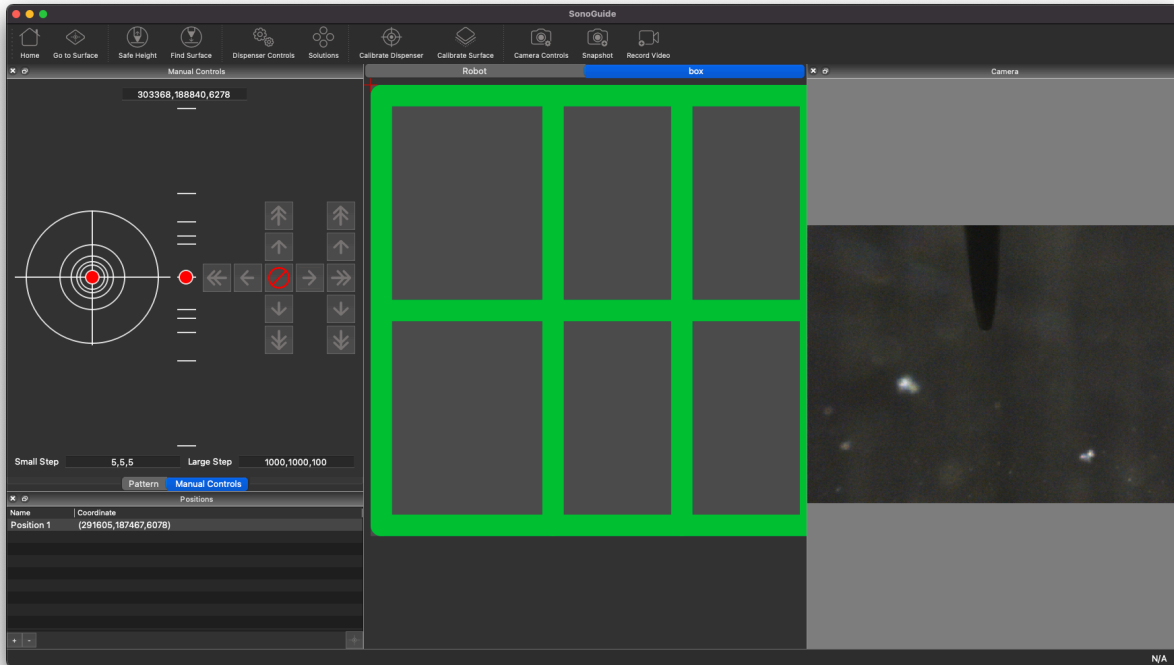 SonoGuide
Home Go to Surface Safe Height Find Surface Dispenser Controls Solutions Calibrate Dispenser Calibrate Surface Camera Controls Snapshot Record Video
Manual Controls
303368,188840,6278
Small Step 5,5,5 Large Step 1000,1000,100
Pattern Manual Controls
Positions
Name Coordinate
Position 1 (291605,187467,6078)
+ -
Robot box
Camera
N/A